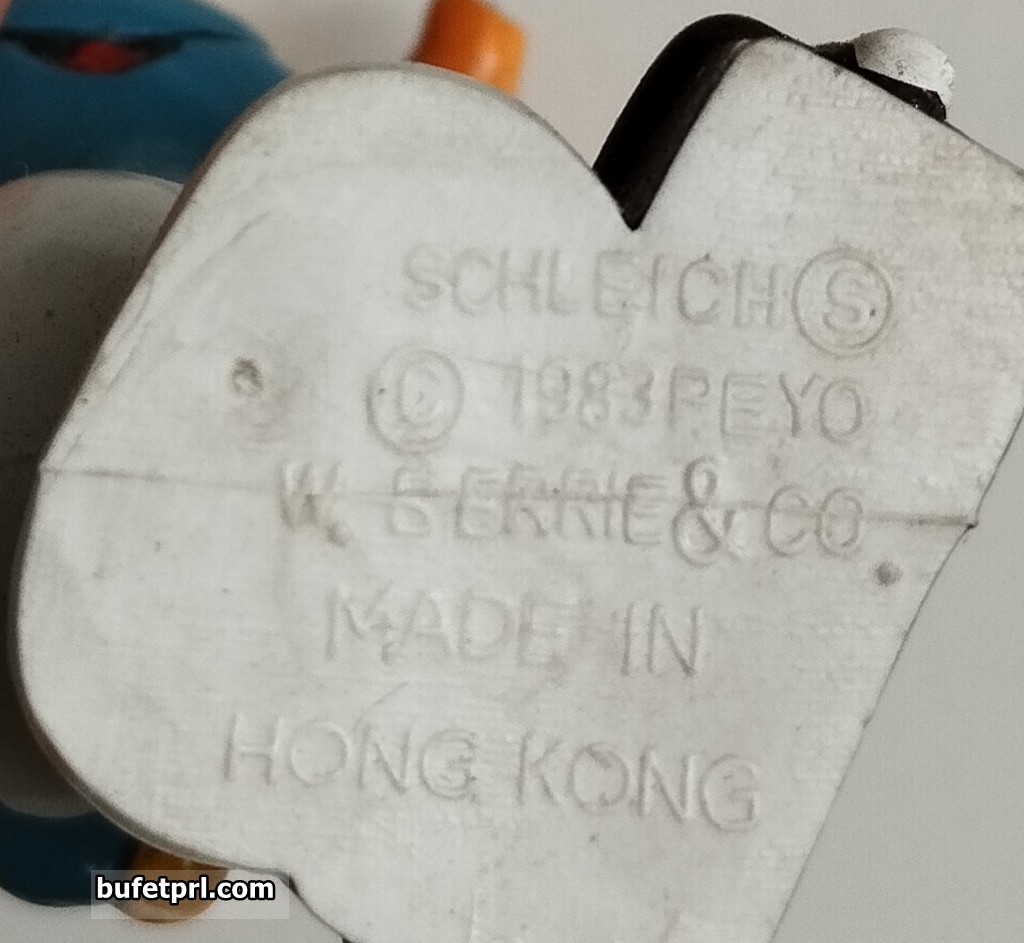 SCHLEICH Ⓢ
© 1983 PEYO
W. BERRIE & CO
MADE IN
HONG KONG
bufetprl.com